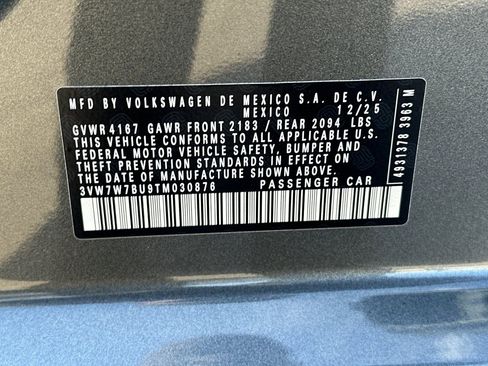 MFD BY VOLKSWAGEN DE MEXICO S.A. DE C.V.
MEXICO 12/25
GVWR 4167 GAWR FRONT 2183 / REAR 2094 LBS
THIS VEHICLE CONFORMS TO ALL APPLICABLE U.S.
FEDERAL MOTOR VEHICLE SAFETY, BUMPER AND
THEFT PREVENTION STANDARDS IN EFFECT ON THE
DATE OF MANUFACTURE SHOWN ABOVE
3VW7W7BU9TM030876 PASSENGER CAR
4931378 3963 M